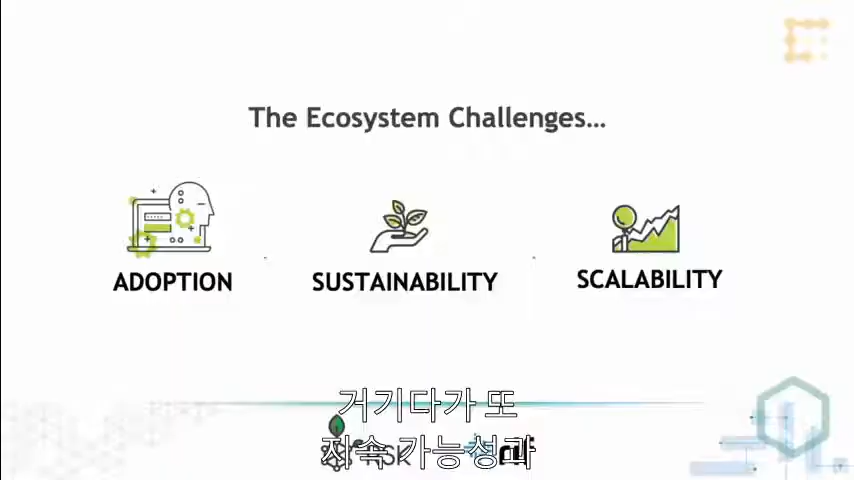 The Ecosystem Challenges...
ADOPTION
SUSTAINABILITY
SCALABILITY
거기다가 또
지속 가능성과